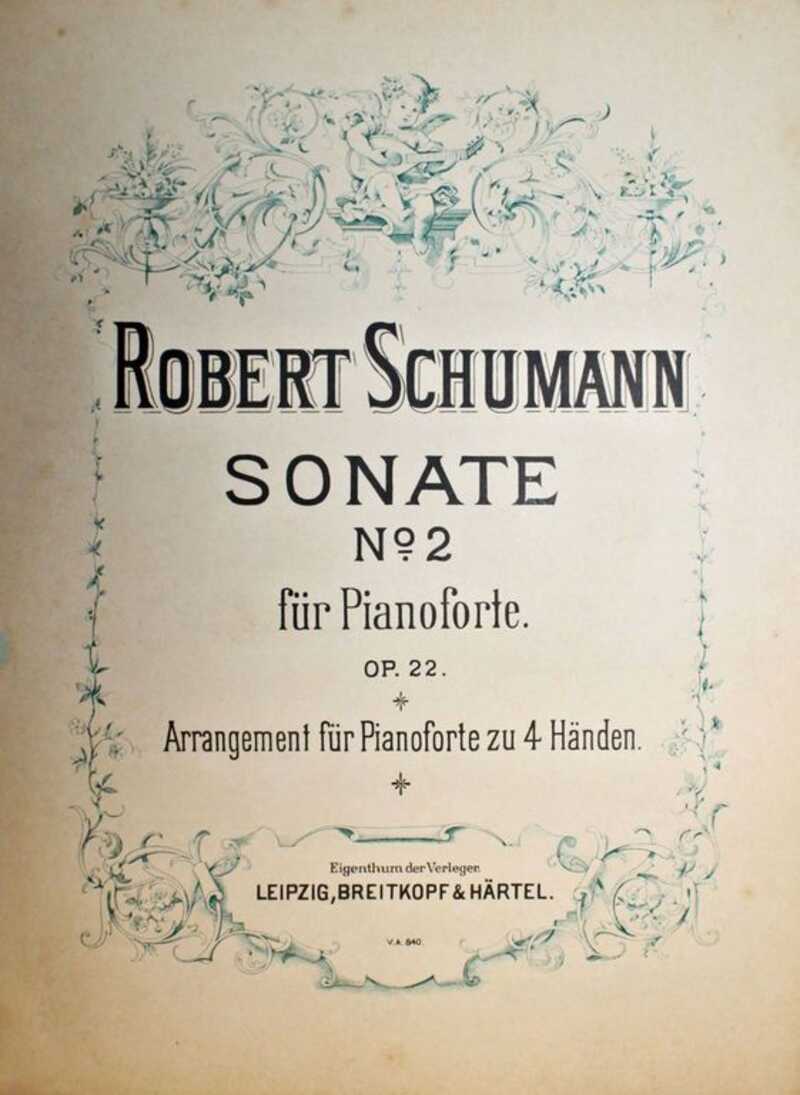 ROBERT SCHUMANN
SONATE
Nº 2
für Pianoforte.
OP. 22.
Arrangement für Pianoforte zu 4 Händen.
Eigenthum der Verleger.
LEIPZIG, BREITKOPF & HÄRTEL.
V.A. 840.